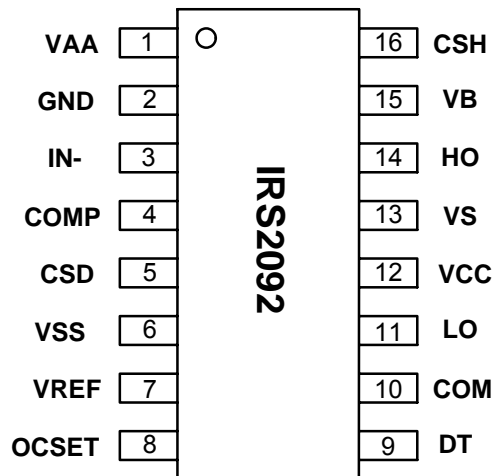 VAA 1 16 CSH
GND 2 15 VB
IN- 3 14 HO
COMP 4 13 VS
CSD 5 12 VCC
VSS 6 11 LO
VREF 7 10 COM
OCSET 8 9 DT
IRS2092